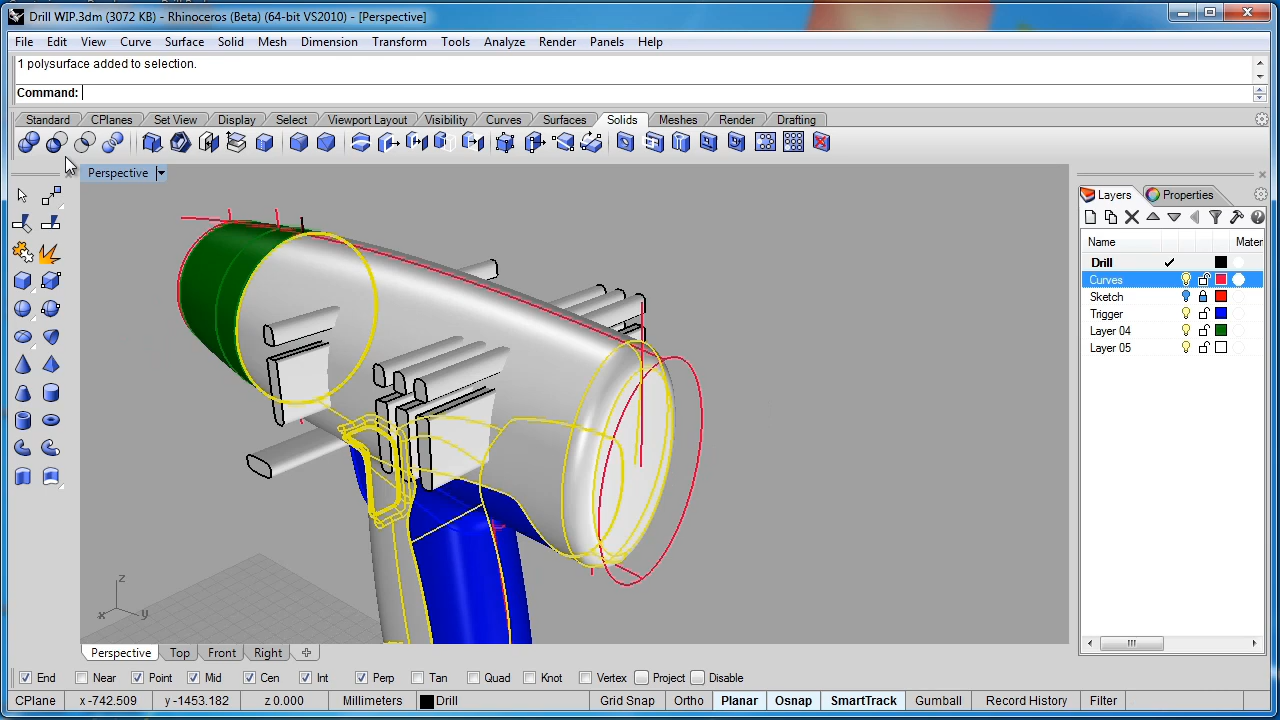 Drill WIP.3dm (3072 KB) - Rhinoceros (Beta) (64-bit VS2010) - [Perspective]
File Edit View Curve Surface Solid Mesh Dimension Transform Tools Analyze Render Panels Help
1 polysurface added to selection.
Command:
Standard CPlanes Set View Display Select Viewport Layout Visibility Curves Surfaces Solids Meshes Render Drafting
Perspective
Layers Properties
Name Mater
Drill
Curves
Sketch
Trigger
Layer 04
Layer 05
z
x y
Perspective Top Front Right
End Near Point Mid Cen Int Perp Tan Quad Knot Vertex Project Disable
CPlane x -742.509 y -1453.182 z 0.000 Millimeters Drill Grid Snap Ortho Planar Osnap SmartTrack Gumball Record History Filter